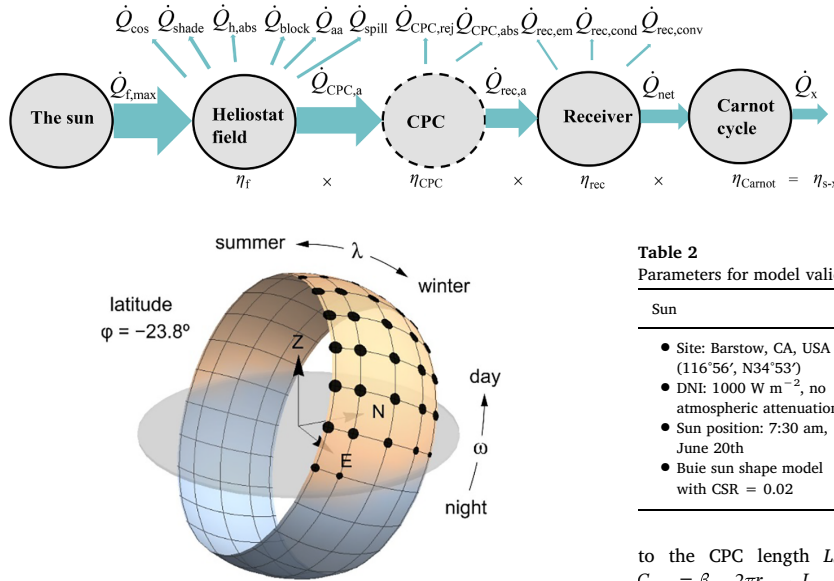 Q̇cos Q̇shade Q̇h,abs Q̇block Q̇aa Q̇spill Q̇CPC,rej Q̇CPC,abs Q̇rec,em Q̇rec,cond Q̇rec,conv
The sun
Q̇f,max
Heliostat
field
Q̇CPC,a
CPC
Q̇rec,a
Receiver
Q̇net
Carnot
cycle
Q̇x
ηf × ηCPC × ηrec × ηCarnot = ηs-x
summer
λ
winter
latitude
φ = −23.8º
Z
N
E
day
ω
night
Table 2
Parameters for model valid
Sun
● Site: Barstow, CA, USA
(116°56′, N34°53′)
● DNI: 1000 W m−2, no
atmospheric attenuation
● Sun position: 7:30 am,
June 20th
● Buie sun shape model
with CSR = 0.02
to the CPC length L